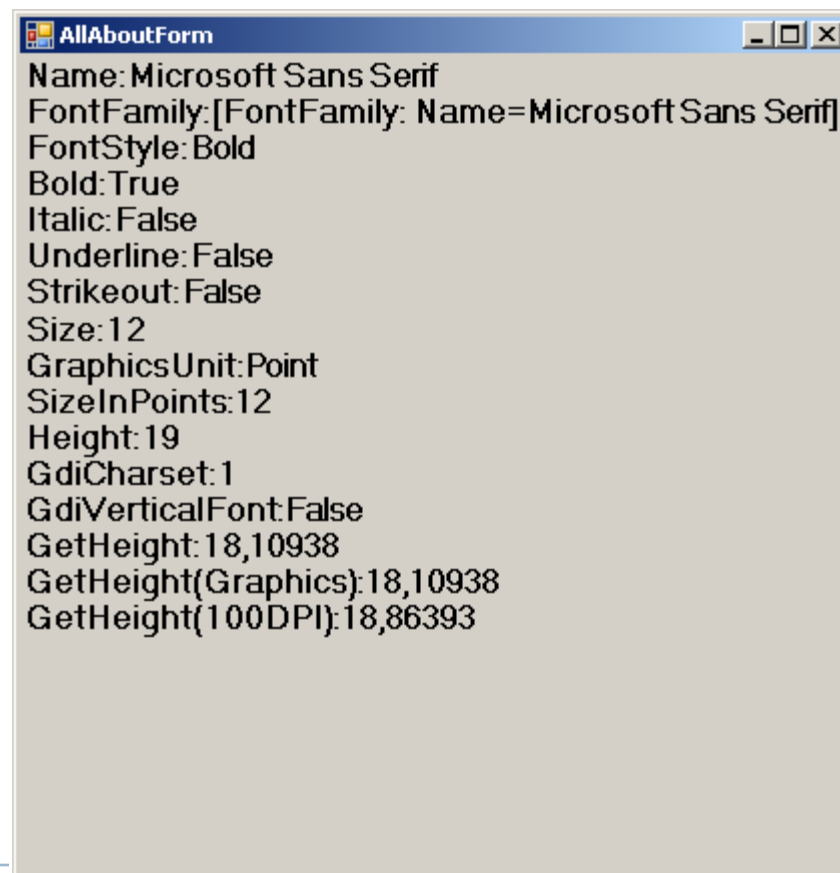 AllAboutForm
Name:Microsoft Sans Serif
FontFamily:[FontFamily: Name=Microsoft Sans Serif]
FontStyle:Bold
Bold:True
Italic:False
Underline:False
Strikeout:False
Size:12
GraphicsUnit:Point
SizeInPoints:12
Height:19
GdiCharset:1
GdiVerticalFont:False
GetHeight:18,10938
GetHeight(Graphics):18,10938
GetHeight(100DPI):18,86393